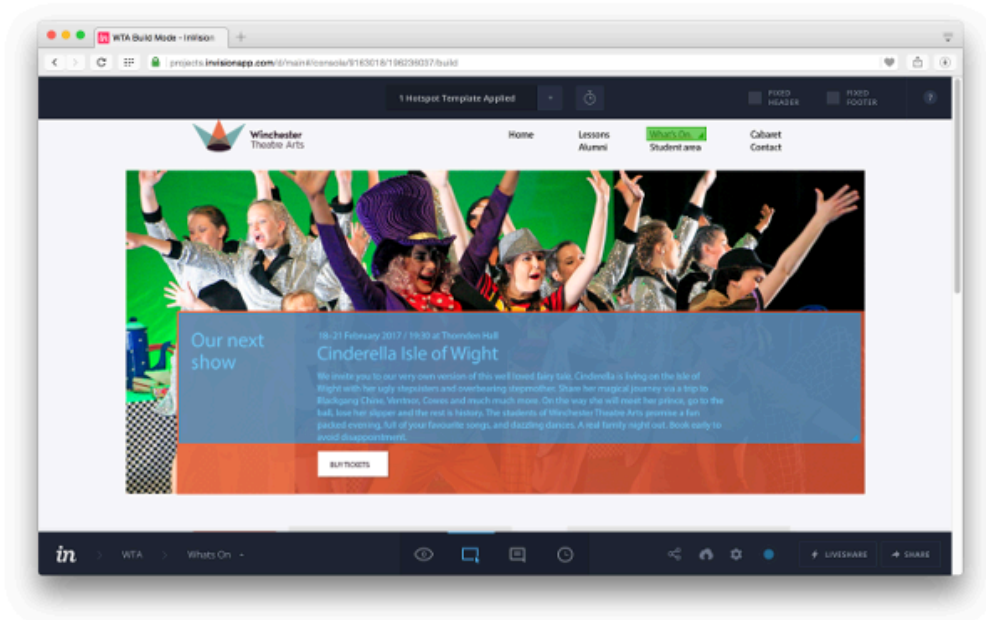 WTA Build Mode - InVision
projects.invisionapp.com/d/main#/console/9163018/196236037/build
1 Hotspot Template Applied
FIXED HEADER
FIXED FOOTER
?
Winchester
Theatre Arts
Home
Lessons
What's On
Cabaret
Alumni
Student area
Contact
Our next
show
18–21 February 2017 / 19:30 at Thornden Hall
Cinderella Isle of Wight
We invite you to our very own version of this well loved fairy tale. Cinderella is living on the Isle of
Wight with her ugly stepsisters and overbearing stepmother. Share her magical journey via a trip to
Blackgang Chine, Ventnor, Cowes and much much more. On the way she will meet her prince, go to the
ball, lose her slipper and the rest is history. The students of Winchester Theatre Arts promise a fun
packed evening, full of your favourite songs, and dazzling dances. A real family night out. Book early to
avoid disappointment.
BUY TICKETS
in
WTA
Whats On
LIVESHARE
SHARE